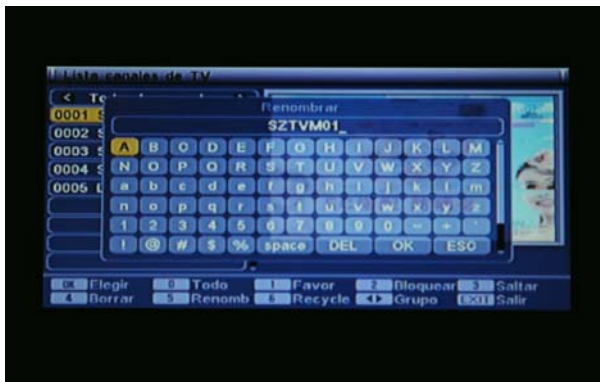 Lista canales de TV
Renombrar
SZTVM01_
0001 S
0002
0003 S
0004 S
0005 L
A B C D E F G H I J K L M
N O P Q R S T U V W X Y Z
a b c d e f g h i j k l m
n o p q r s t u v w x y z
1 2 3 4 5 6 7 8 9 0 - +
! @ # $ % space DEL OK ESC
OK Elegir 0 Todo 1 Favor 2 Bloquear 3 Saltar
4 Borrar 5 Renomb 6 Recycle ◄► Grupo EXIT Salir